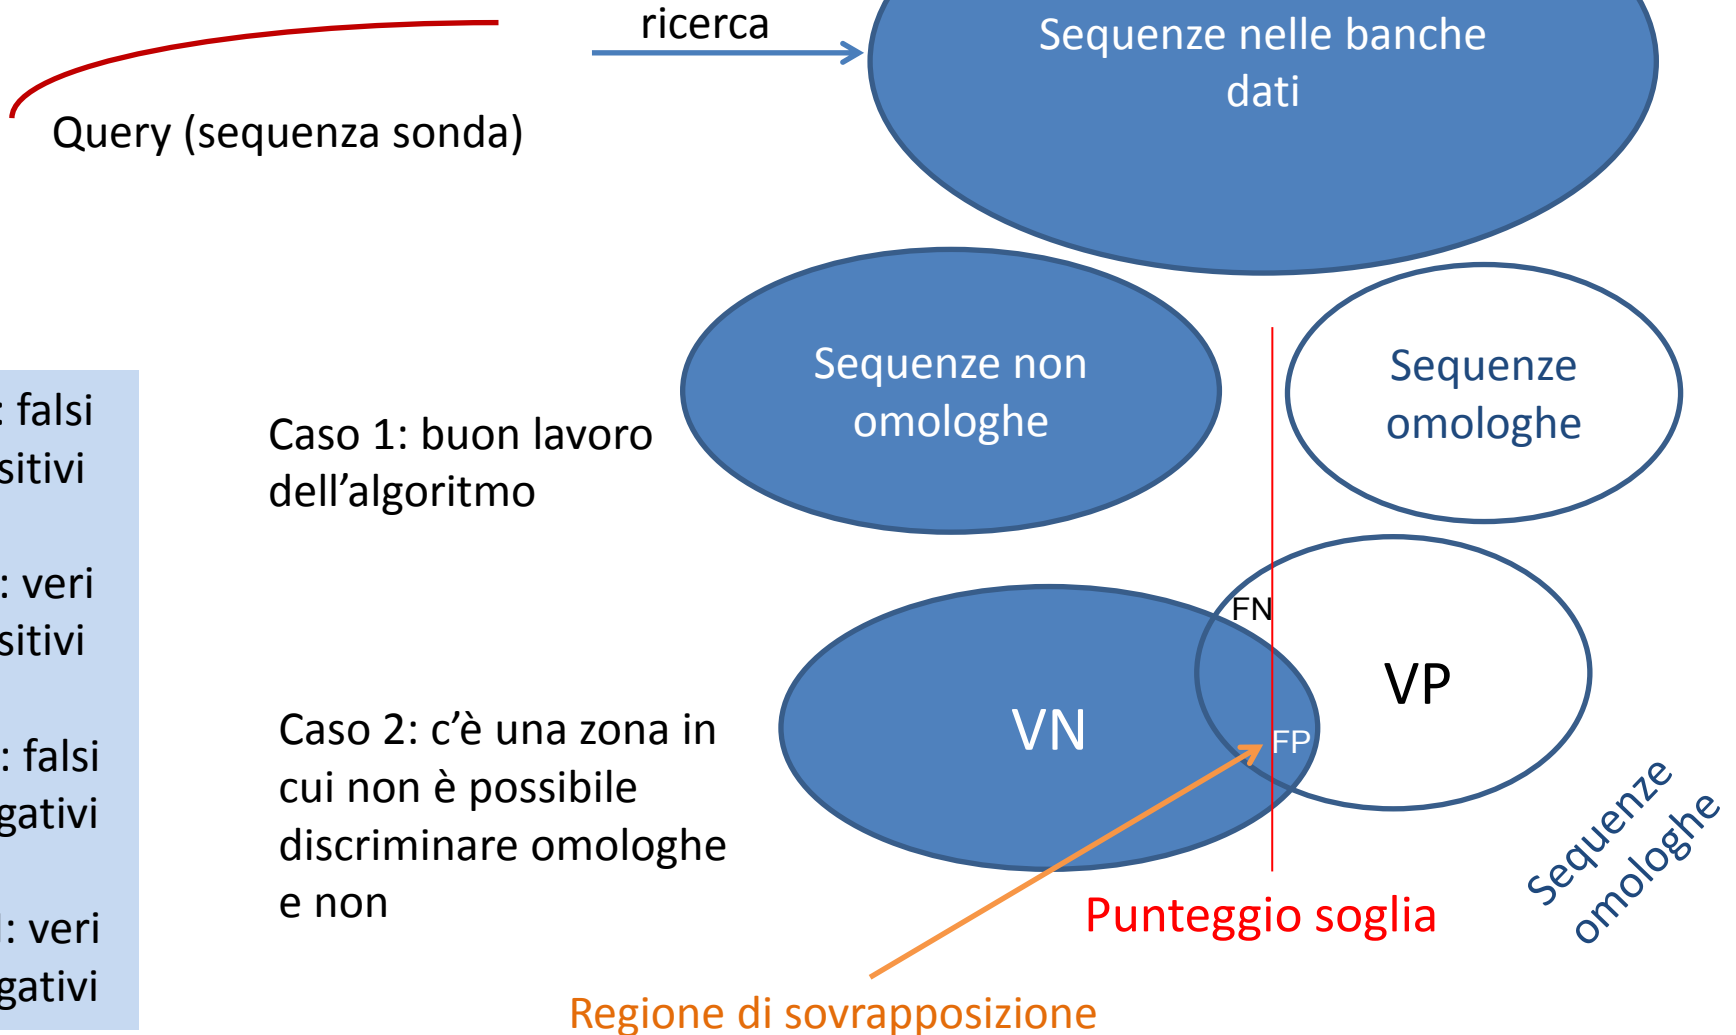 ricerca
Sequenze nelle banche
dati
Query (sequenza sonda)
Sequenze non
omologhe
Sequenze
omologhe
: falsi
sitivi
: veri
sitivi
: falsi
gativi
: veri
gativi
Caso 1: buon lavoro
dell’algoritmo
FN
VP
VN
FP
Caso 2: c’è una zona in
cui non è possibile
discriminare omologhe
e non
Sequenze
omologhe
Punteggio soglia
Regione di sovrapposizione